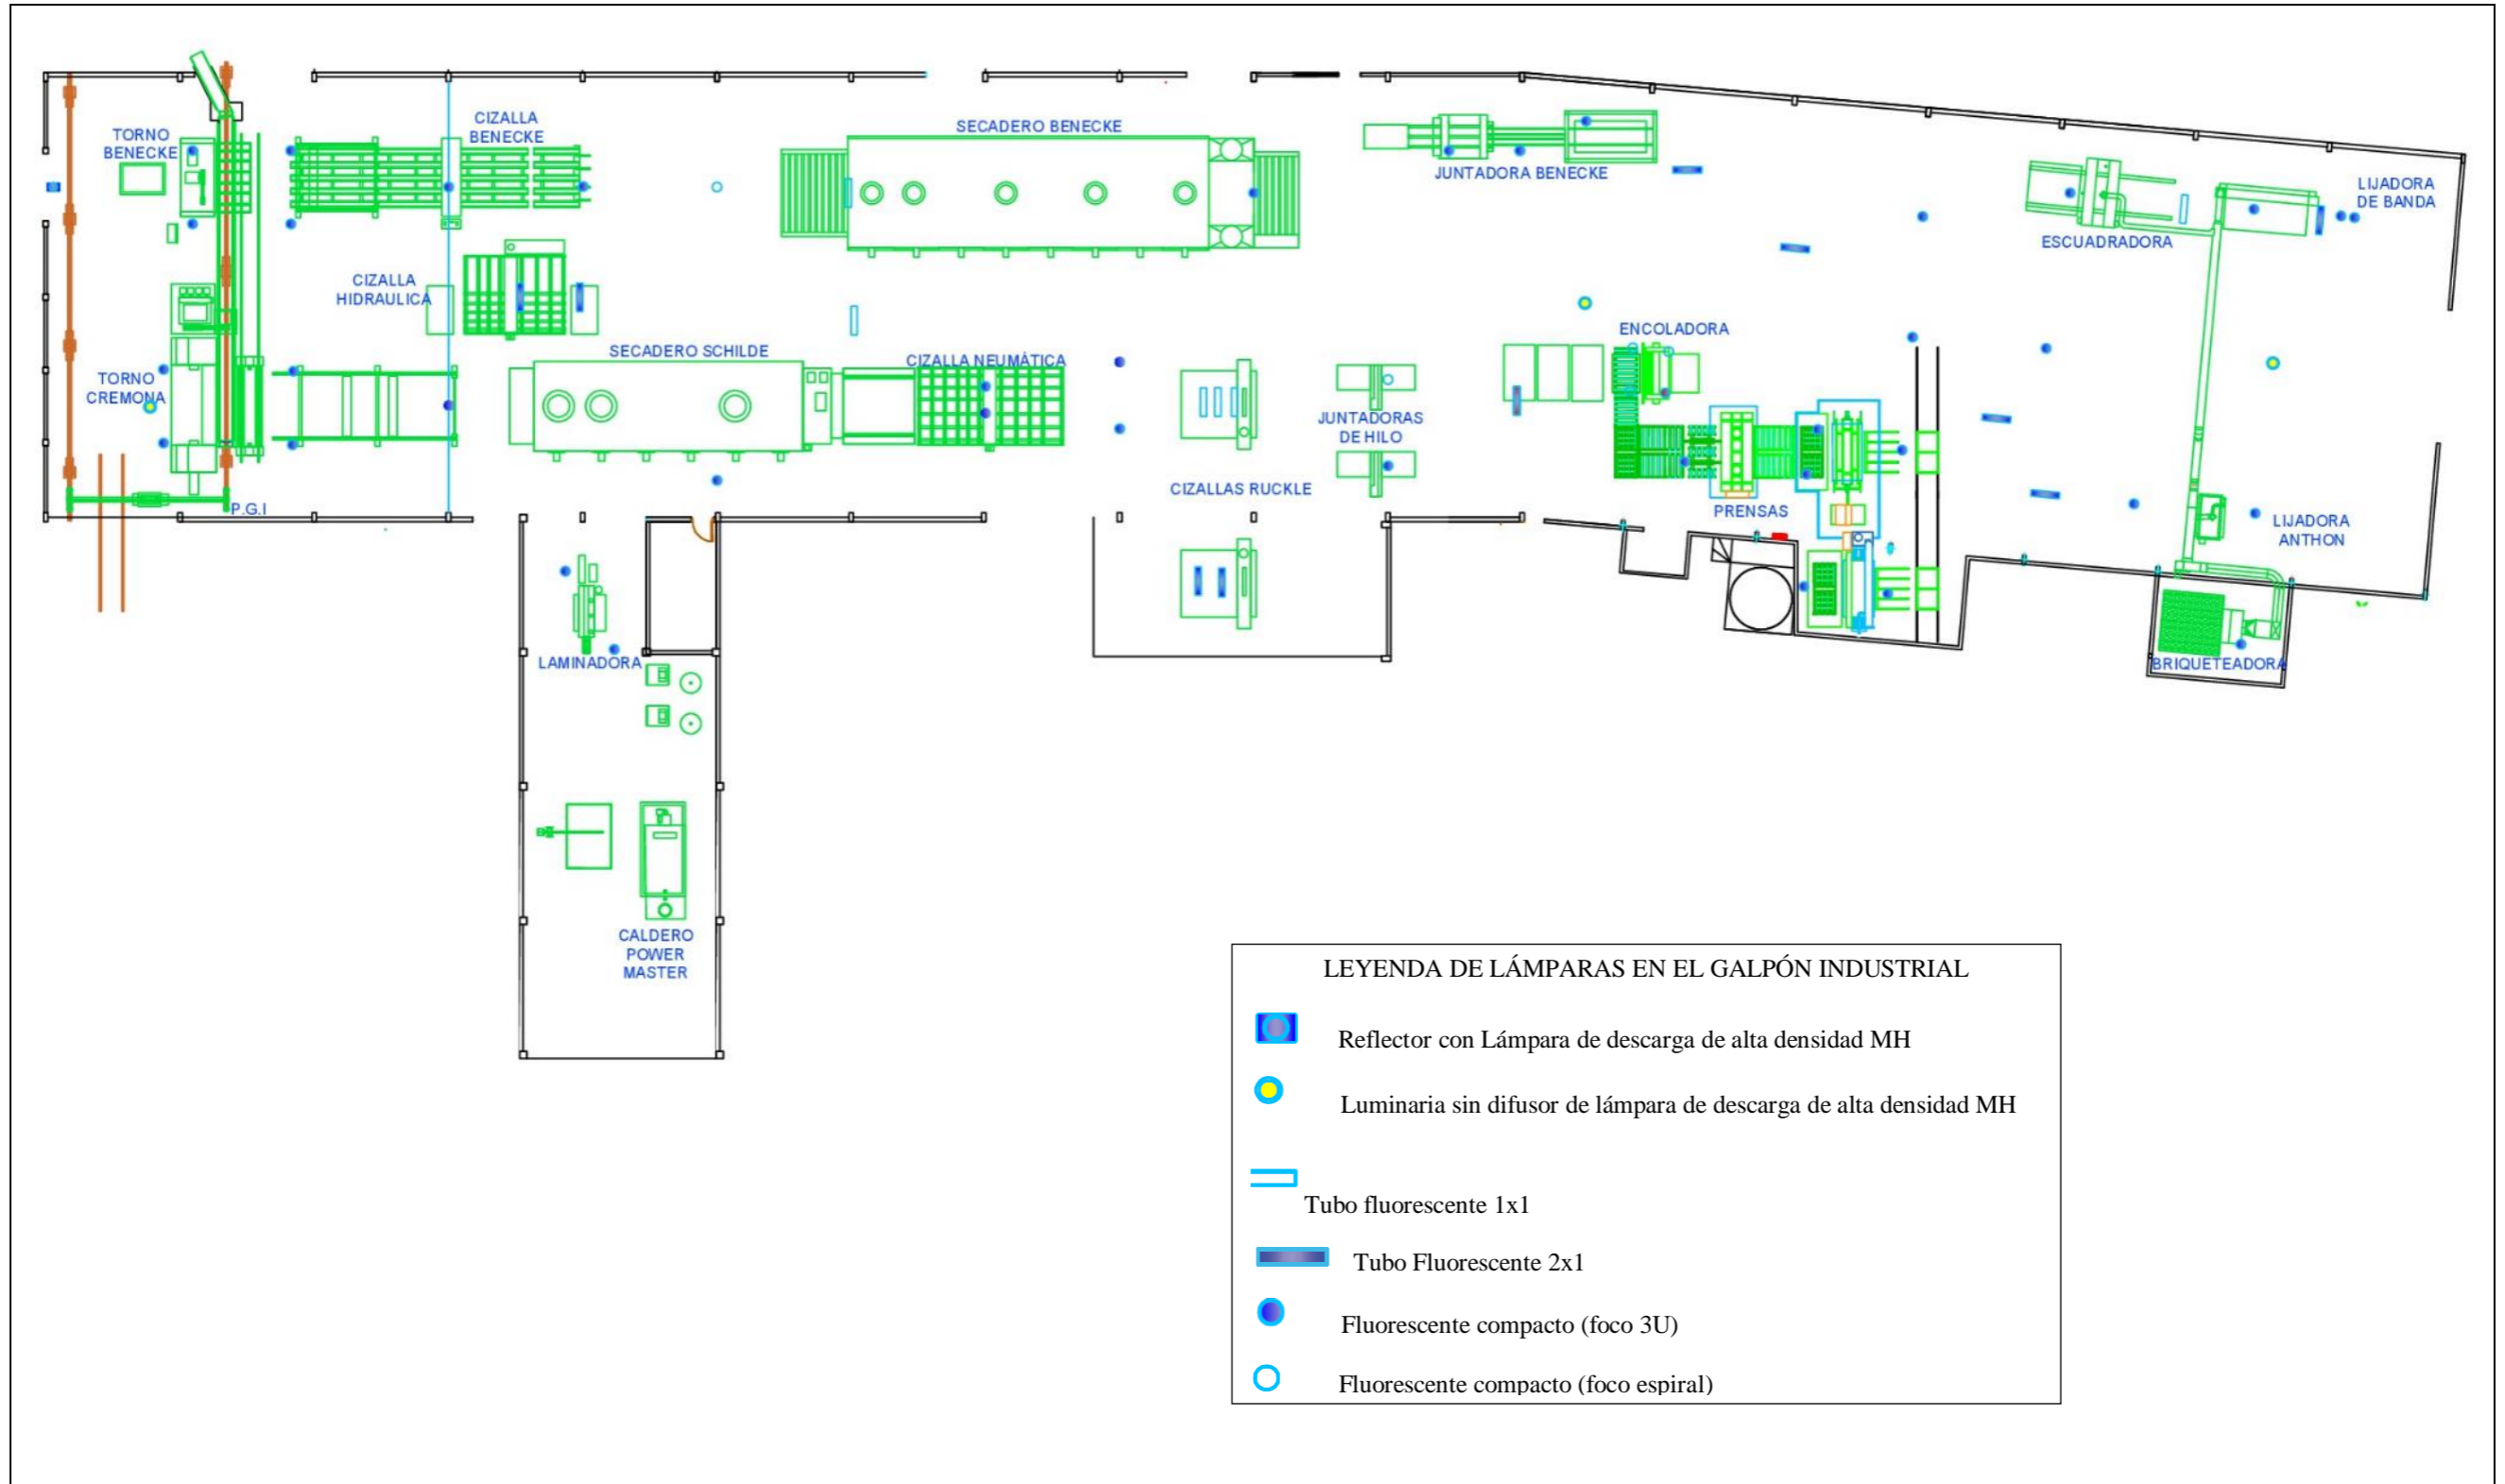 TORNO
BENECKE
CIZALLA
BENECKE
SECADERO BENECKE
JUNTADORA BENECKE
LIJADORA
DE BANDA
ESCUADRADORA
CIZALLA
HIDRAULICA
ENCOLADORA
SECADERO SCHILDE
CIZALLA NEUMÁTICA
TORNO
CREMONA
JUNTADORAS
DE HILO
CIZALLAS RUCKLE
P.G.I
PRENSAS
LIJADORA
ANTHON
LAMINADORA
BRIQUETEADORA
CALDERO
POWER
MASTER
LEYENDA DE LÁMPARAS EN EL GALPÓN INDUSTRIAL
Reflector con Lámpara de descarga de alta densidad MH
Luminaria sin difusor de lámpara de descarga de alta densidad MH
Tubo fluorescente 1x1
Tubo Fluorescente 2x1
Fluorescente compacto (foco 3U)
Fluorescente compacto (foco espiral)